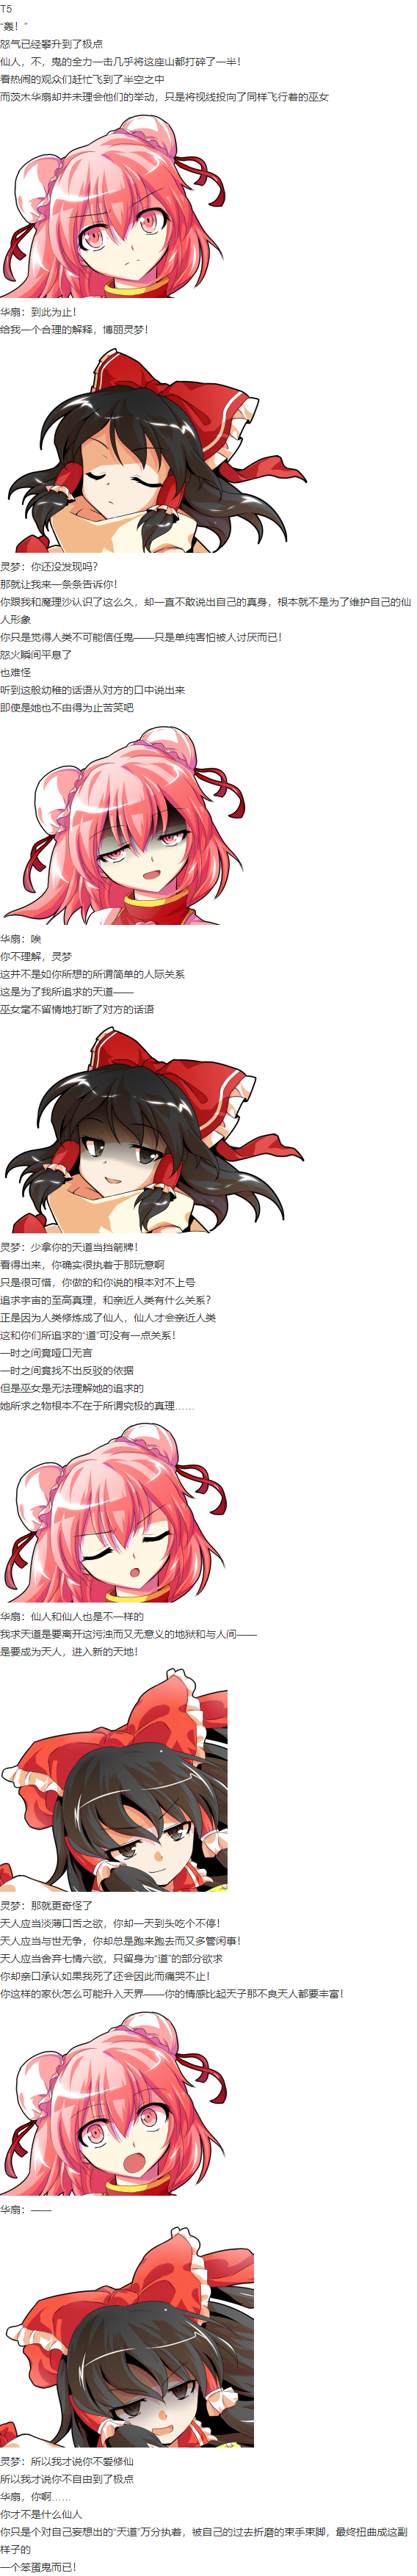 T5
“轰！”
怒气已经攀升到了极点
仙人，不，鬼的全力一击几乎将这座山都打碎了一半！
看热闹的观众们赶忙飞到了半空之中
而茨木华扇却并未理会他们的举动，只是将视线投向了同样飞行着的巫女
华扇：到此为止！
给我一个合理的解释，博丽灵梦！
灵梦：你还没发现吗？
那就让我来一条条告诉你！
你跟我和魔理沙认识了这么久，却一直不敢说出自己的真身，根本就不是为了维护自己的仙
人形象
你只是觉得人类不可能信任鬼——只是单纯害怕被人讨厌而已！
怒火瞬间平息了
也难怪
听到这般幼稚的话语从对方的口中说出来
即使是她也不由得为止苦笑吧
华扇：唉
你不理解，灵梦
这并不是如你所想的所谓简单的人际关系
这是为了我所追求的天道——
巫女毫不留情地打断了对方的话语
灵梦：少拿你的天道当挡箭牌！
看得出来，你确实很执着于那玩意啊
只是很可惜，你做的和你说的根本对不上号
追求宇宙的至高真理，和亲近人类有什么关系？
正是因为人类修炼成了仙人，仙人才会亲近人类
这和你们所追求的“道”可没有一点关系！
一时之间竟哑口无言
一时之间竟找不出反驳的依据
但是巫女是无法理解她的追求的
她所求之物根本不在于所谓究极的真理……
华扇：仙人和仙人也是不一样的
我求天道是要离开这污浊而又无意义的地狱和与人间——
是要成为天人，进入新的天地！
灵梦：那就更奇怪了
天人应当淡薄口舌之欲，你却一天到头吃个不停！
天人应当与世无争，你却总是跑来跑去而又多管闲事！
天人应当舍弃七情六欲，只留身为“道”的部分欲求
你却亲口承认如果我死了还会因此而痛哭不止！
你这样的家伙怎么可能升入天界——你的情感比起天子那不良天人都要丰富！
华扇：——
灵梦：所以我才说你不爱修仙
所以我才说你不自由到了极点
华扇，你啊……
你才不是什么仙人
你只是个对自己妄想出的“天道”万分执着，被自己的过去折磨的束手束脚，最终扭曲成这副
样子的
一个笨蛋鬼而已！